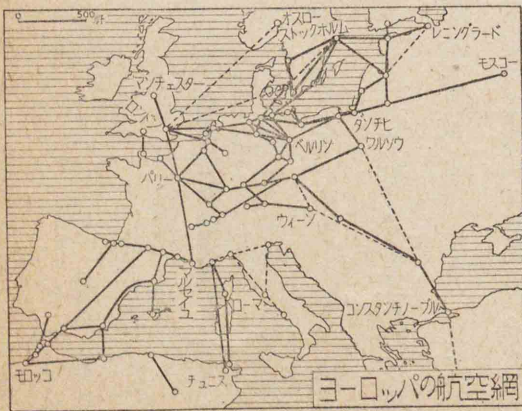 0 500
オスロー
ストックホルム
レニングラード
モスコー
マンチェスター
ダンチヒ
ワルソウ
ベルリン
パリー
ウィーン
マルセイユ
ローマ
コンスタンチノープル
モロッコ
チュニス
ヨーロッパの航空網